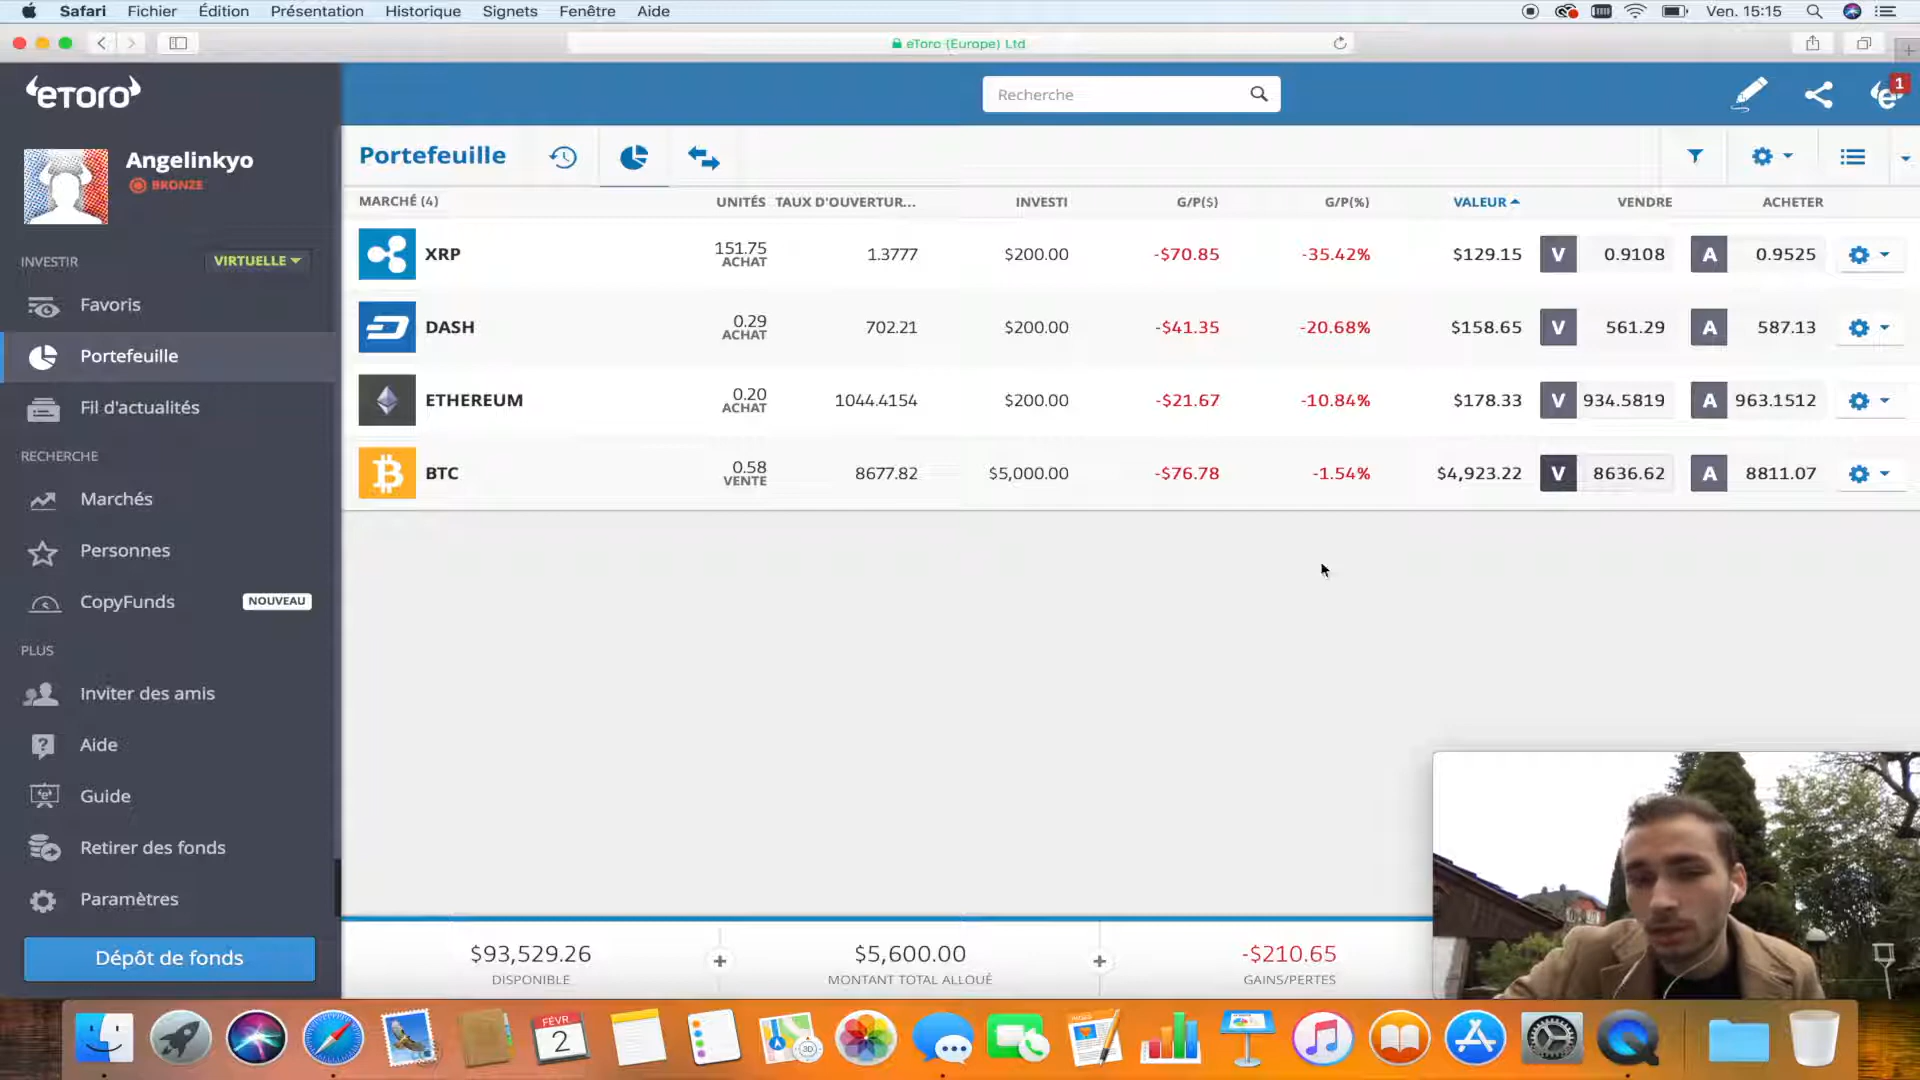 Safari Fichier Édition Présentation Historique Signets Fenêtre Aide Ven. 15:15
eToro (Europe) Ltd
eToro
Recherche
1
Angelinkyo
BRONZE
INVESTIR VIRTUELLE
Favoris
Portefeuille
Fil d'actualités
RECHERCHE
Marchés
Personnes
CopyFunds NOUVEAU
PLUS
Inviter des amis
Aide
Guide
Retirer des fonds
Paramètres
Dépôt de fonds
Portefeuille
MARCHÉ (4) UNITÉS TAUX D'OUVERTUR... INVESTI G/P($) G/P(%) VALEUR VENDRE ACHETER
XRP 151.75 ACHAT 1.3777 $200.00 -$70.85 -35.42% $129.15 V 0.9108 A 0.9525
DASH 0.29 ACHAT 702.21 $200.00 -$41.35 -20.68% $158.65 V 561.29 A 587.13
ETHEREUM 0.20 ACHAT 1044.4154 $200.00 -$21.67 -10.84% $178.33 V 934.5819 A 963.1512
BTC 0.58 VENTE 8677.82 $5,000.00 -$76.78 -1.54% $4,923.22 V 8636.62 A 8811.07
$93,529.26 $5,600.00 -$210.65
DISPONIBLE MONTANT TOTAL ALLOUÉ GAINS/PERTES
FÉVR.
2
3D